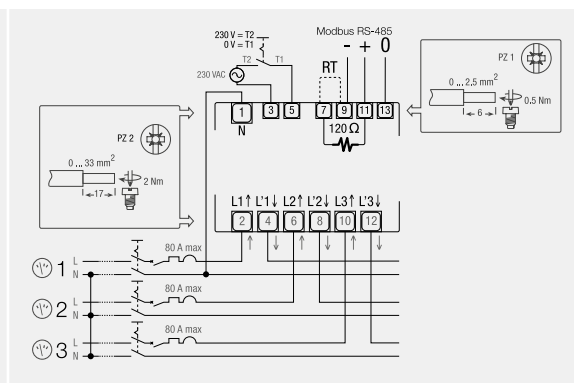 230 V = T2
0 V = T1
T2 T1
230 VAC
Modbus RS-485
- + 0
RT
1 3 5 7 9 11 13
N
120 Ω
PZ 1
0 ... 2.5 mm2
0.5 Nm
6
PZ 2
0 ... 33 mm2
2 Nm
17
L1↑ L'1↓ L2↑ L'2↓ L3↑ L'3↓
2 4 6 8 10 12
80 A max
1 L
N
80 A max
2 L
N
80 A max
3 L
N